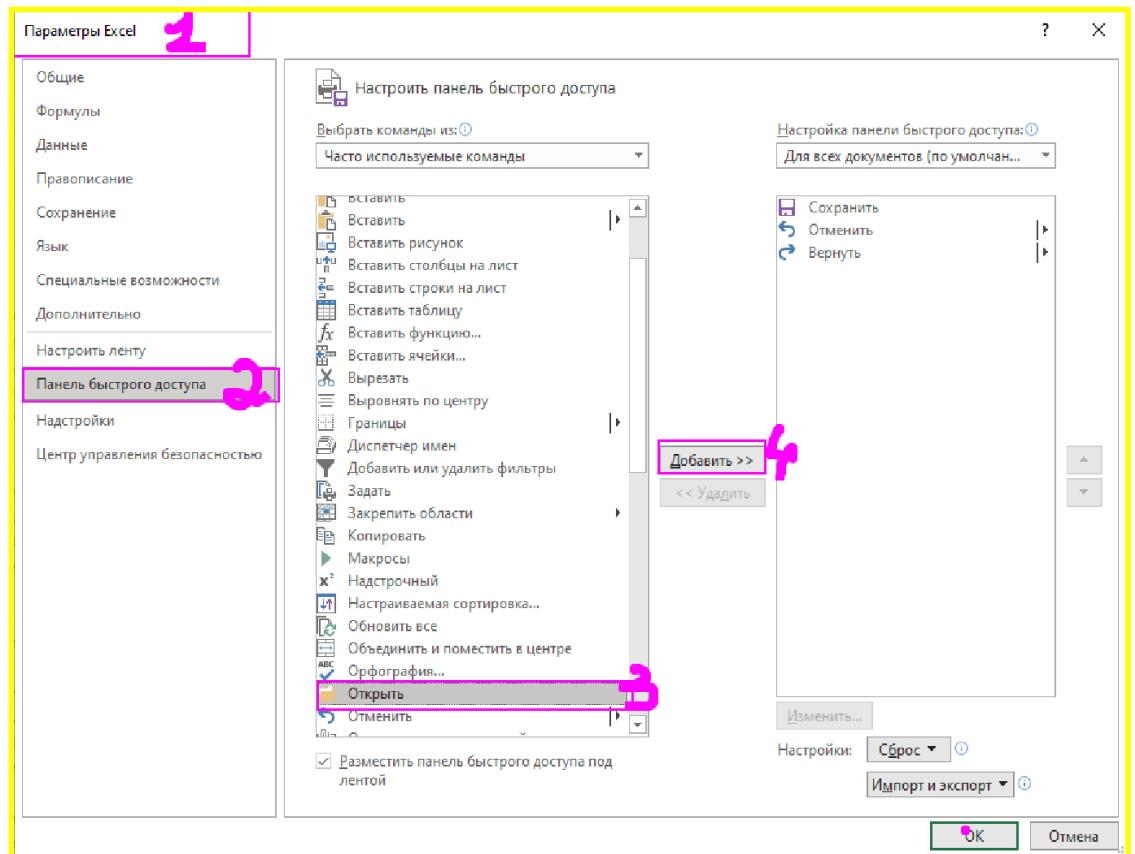 Параметры Excel 1 ?
Общие
Формулы
Данные
Правописание
Сохранение
Язык
Специальные возможности
Дополнительно
Настроить ленту
Панель быстрого доступа 2
Надстройки
Центр управления безопасностью
Настроить панель быстрого доступа
Выбрать команды из:
Часто используемые команды
Вставить
Вставить
Вставить рисунок
Вставить столбцы на лист
Вставить строки на лист
Вставить таблицу
fx Вставить функцию...
Вставить ячейки...
Вырезать
Выровнять по центру
Границы
Диспетчер имен
Добавить или удалить фильтры
Задать
Закрепить области
Копировать
Макросы
x² Надстрочный
Настраиваемая сортировка...
Обновить все
Объединить и поместить в центре
ABC Орфография...
Открыть 3
Отменить
Разместить панель быстрого доступа под
лентой
Добавить >> 4
<< Удалить
Настройка панели быстрого доступа:
Для всех документов (по умолчан...
Сохранить
Отменить
Вернуть
Изменить...
Настройки: Сброс
Импорт и экспорт
ОК Отмена